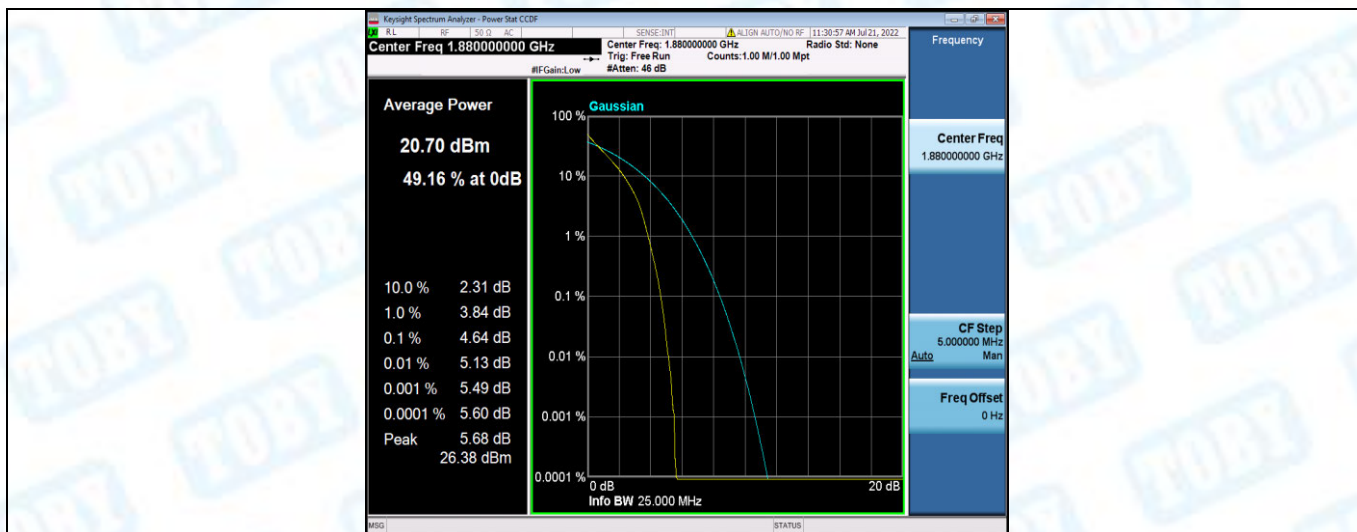 Keysight Spectrum Analyzer - Power Stat CCDF
LXI RL RF 50 Ω AC SENSE:INT ALIGN AUTO/NO RF 11:30:57 AM Jul 21, 2022
Center Freq 1.880000000 GHz
Center Freq: 1.880000000 GHz Radio Std: None
Trig: Free Run Counts:1.00 M/1.00 Mpt
#IFGain:Low #Atten: 46 dB
Frequency
Average Power
20.70 dBm
49.16 % at 0dB
10.0 % 2.31 dB
1.0 % 3.84 dB
0.1 % 4.64 dB
0.01 % 5.13 dB
0.001 % 5.49 dB
0.0001 % 5.60 dB
Peak 5.68 dB
26.38 dBm
Gaussian
100 %
10 %
1 %
0.1 %
0.01 %
0.001 %
0.0001 %
0 dB 20 dB
Info BW 25.000 MHz
Center Freq
1.880000000 GHz
CF Step
5.000000 MHz
Auto Man
Freq Offset
0 Hz
MSG STATUS
TOBY